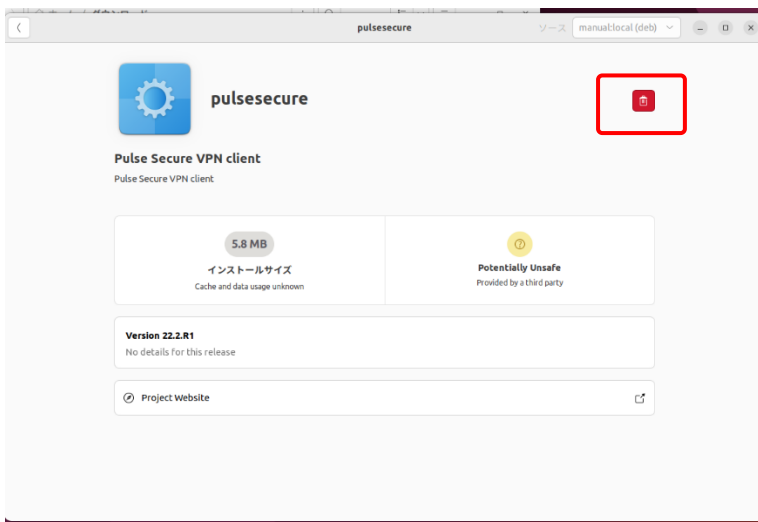 pulsesecure
ソース
manual:local (deb)
pulsesecure
Pulse Secure VPN client
Pulse Secure VPN client
5.8 MB
インストールサイズ
Cache and data usage unknown
Potentially Unsafe
Provided by a third party
Version 22.2.R1
No details for this release
Project Website